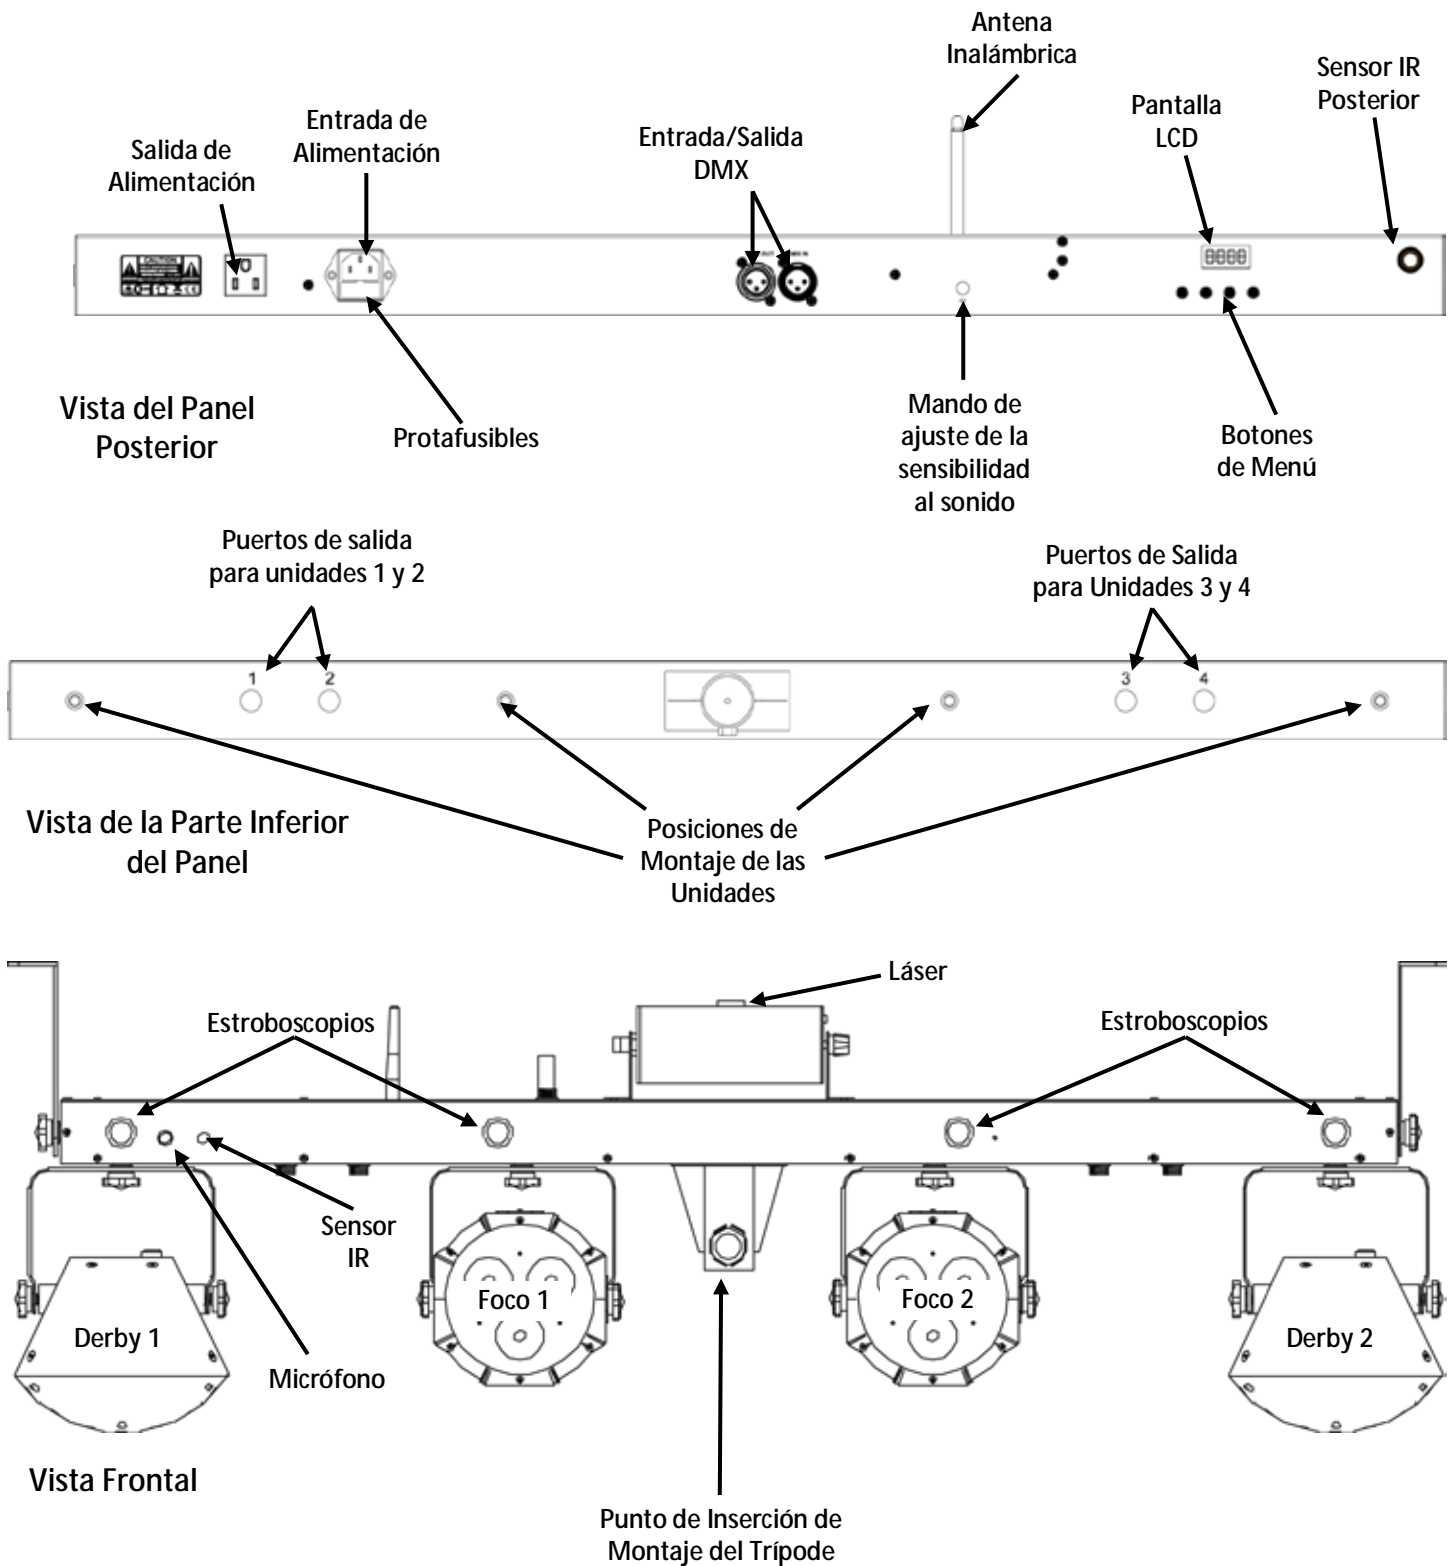 Antena
Inalámbrica
Sensor IR
Posterior
Pantalla
LCD
Entrada de
Alimentación
Entrada/Salida
DMX
Salida de
Alimentación
CAUTION
Vista del Panel
Posterior
Protafusibles
Mando de
ajuste de la
sensibilidad
al sonido
Botones
de Menú
Puertos de salida
para unidades 1 y 2
Puertos de Salida
para Unidades 3 y 4
1
2
3
4
Vista de la Parte Inferior
del Panel
Posiciones de
Montaje de las
Unidades
Láser
Estroboscopios
Estroboscopios
Sensor
IR
Foco 1
Foco 2
Derby 1
Derby 2
Micrófono
Vista Frontal
Punto de Inserción de
Montaje del Trípode